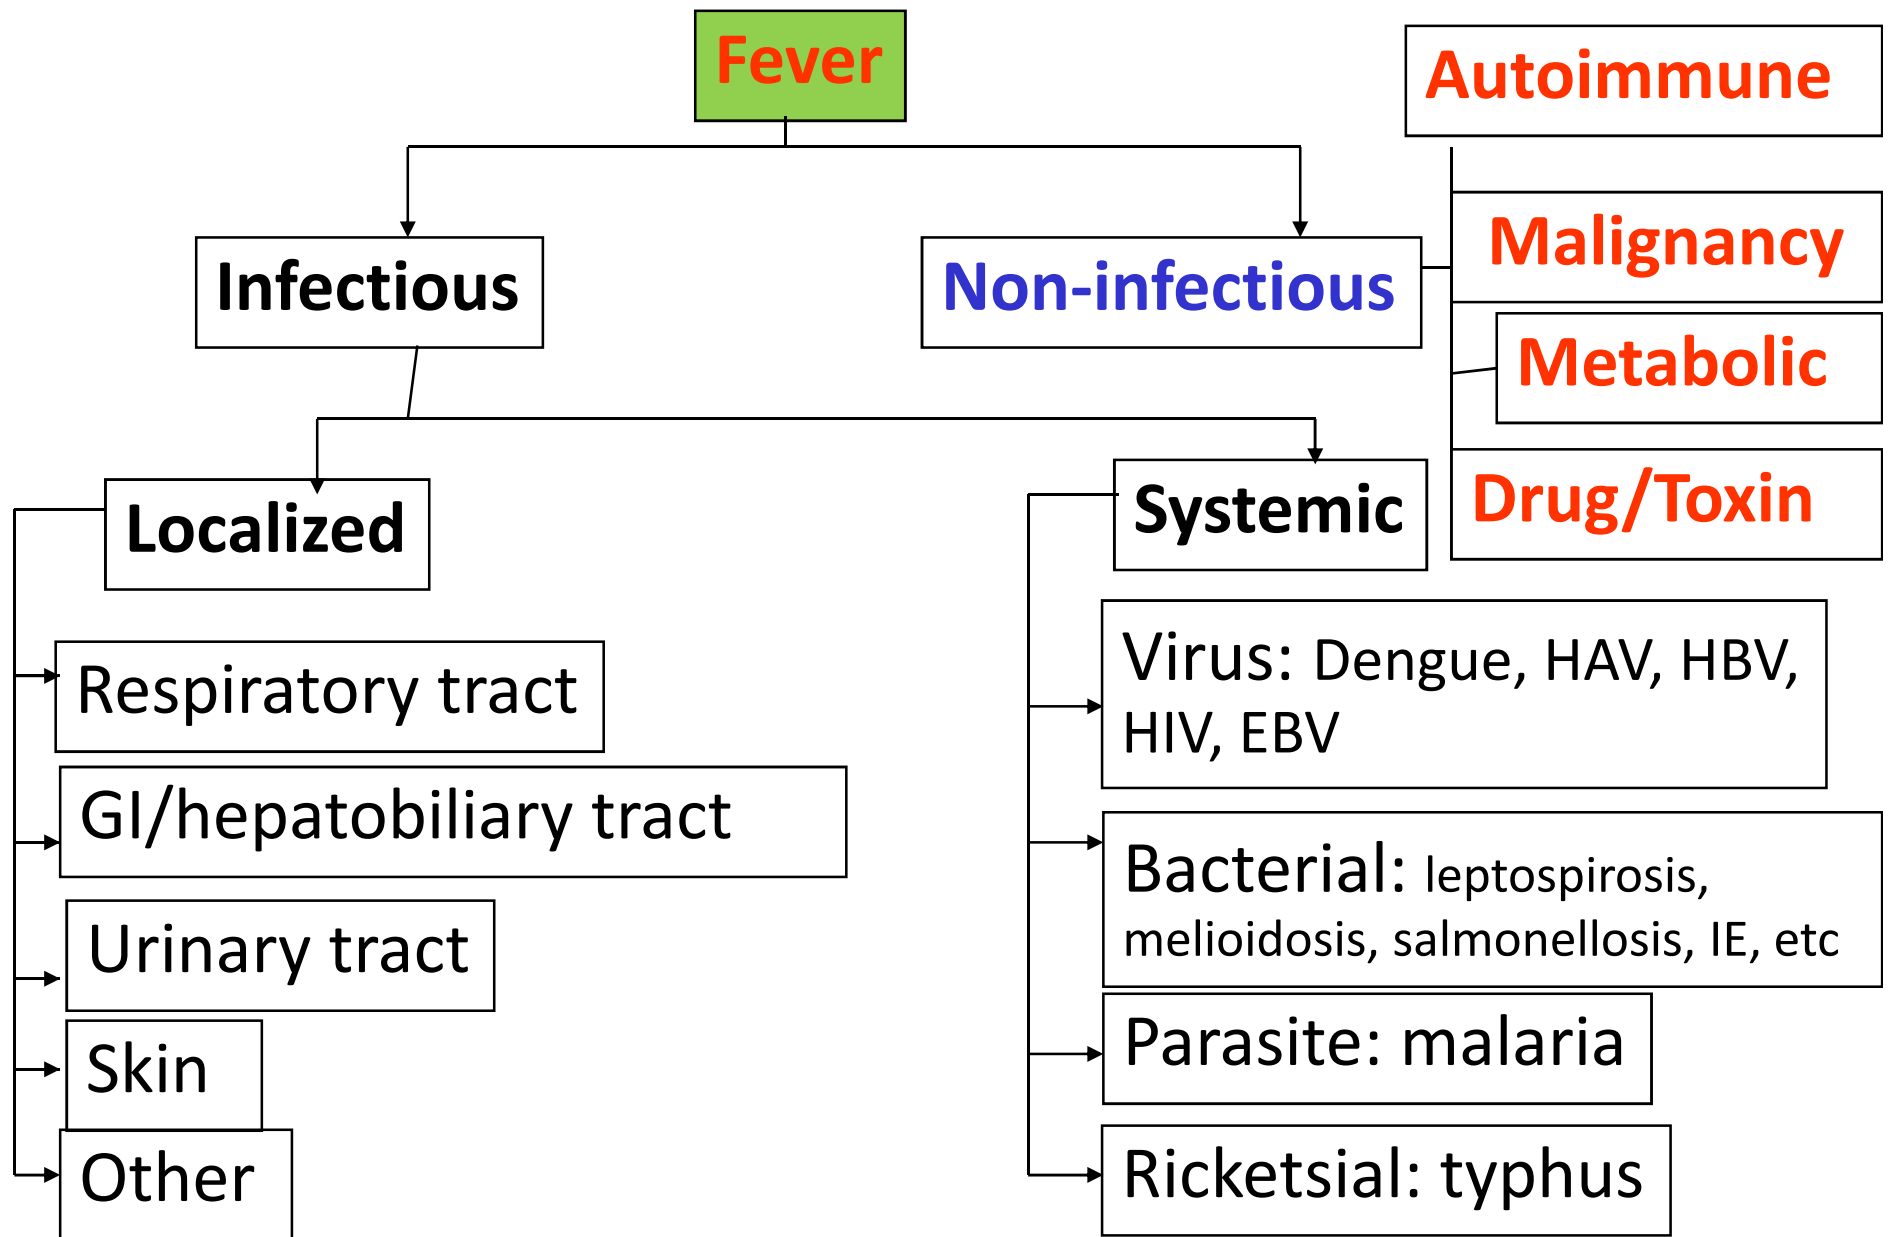 Fever
Autoimmune
Infectious
Non-infectious
Malignancy
Metabolic
Drug/Toxin
Localized
Systemic
Respiratory tract
GI/hepatobiliary tract
Urinary tract
Skin
Other
Virus: Dengue, HAV, HBV,
HIV, EBV
Bacterial: leptospirosis,
melioidosis, salmonellosis, IE, etc
Parasite: malaria
Ricketsial: typhus